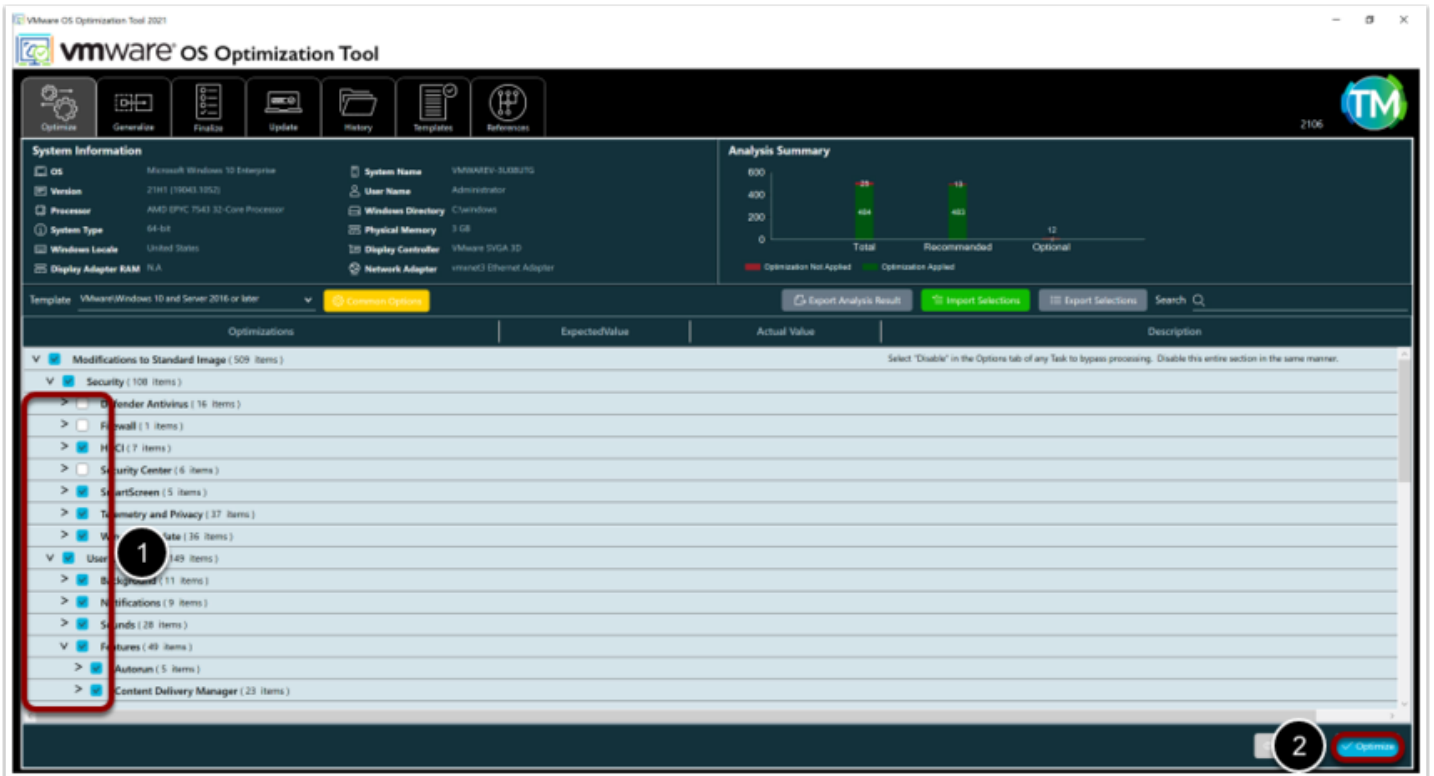 VMware OS Optimization Tool 2021
vmware OS Optimization Tool
Optimize Generalize Finalize Update History Templates References
2106 TM
System Information
OS Microsoft Windows 10 Enterprise
Version 21H1 (19043.1052)
Processor AMD EPYC 7543 32-Core Processor
System Type 64-bit
Windows Locale United States
Display Adapter RAM N.A
System Name
User Name Administrator
Windows Directory C:\windows
Physical Memory 3 GB
Display Controller VMware SVGA 3D
Network Adapter vmxnet3 Ethernet Adapter
Analysis Summary
600
400
200
0
25
484
13
483
12
Total Recommended Optional
Optimization Not Applied Optimization Applied
Template VMware\Windows 10 and Server 2016 or later Common Options Export Analysis Result Import Selections Export Selections Search
Optimizations ExpectedValue Actual Value Description
Modifications to Standard Image ( 509 items ) Select "Disable" in the Options tab of any Task to bypass processing. Disable this entire section in the same manner.
Security ( 108 items )
Defender Antivirus ( 16 items )
Firewall ( 1 items )
HVCI ( 7 items )
Security Center ( 6 items )
SmartScreen ( 5 items )
Telemetry and Privacy ( 37 items )
( 36 items )
User 149 items )
Background ( 11 items )
Notifications ( 9 items )
Sounds ( 28 items )
Features ( 49 items )
Autorun ( 5 items )
Content Delivery Manager ( 23 items )
1
2 Optimize